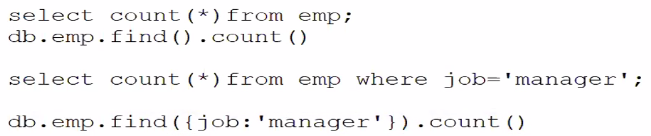 select count(*)from emp;
db.emp.find().count()
select count(*)from emp where job='manager';
db.emp.find({job:'manager'}).count()